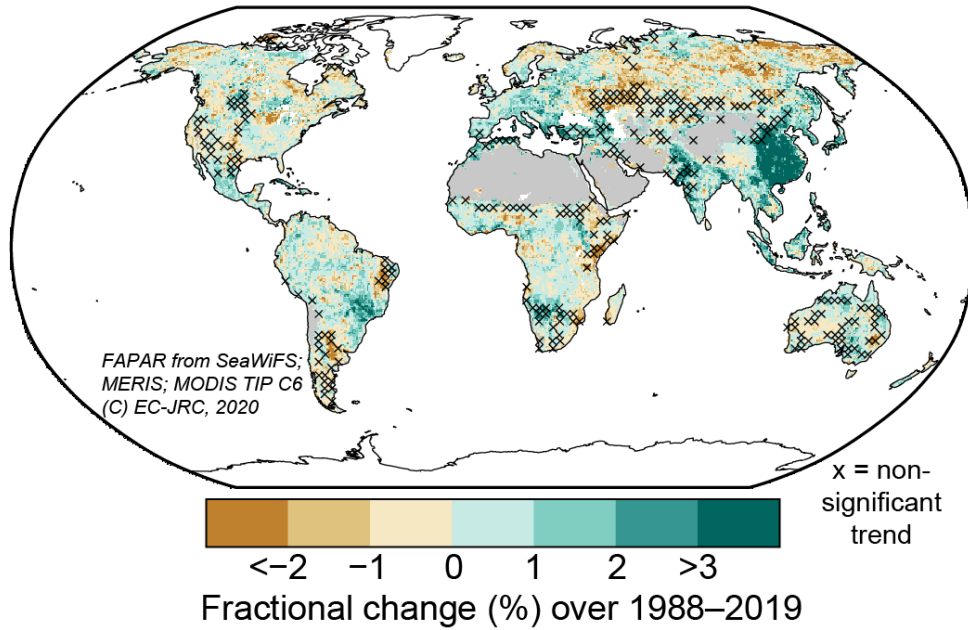 FAPAR from SeaWiFS;
MERIS; MODIS TIP C6
(C) EC-JRC, 2020
x = non-
significant
trend
<−2 −1 0 1 2 >3
Fractional change (%) over 1988–2019